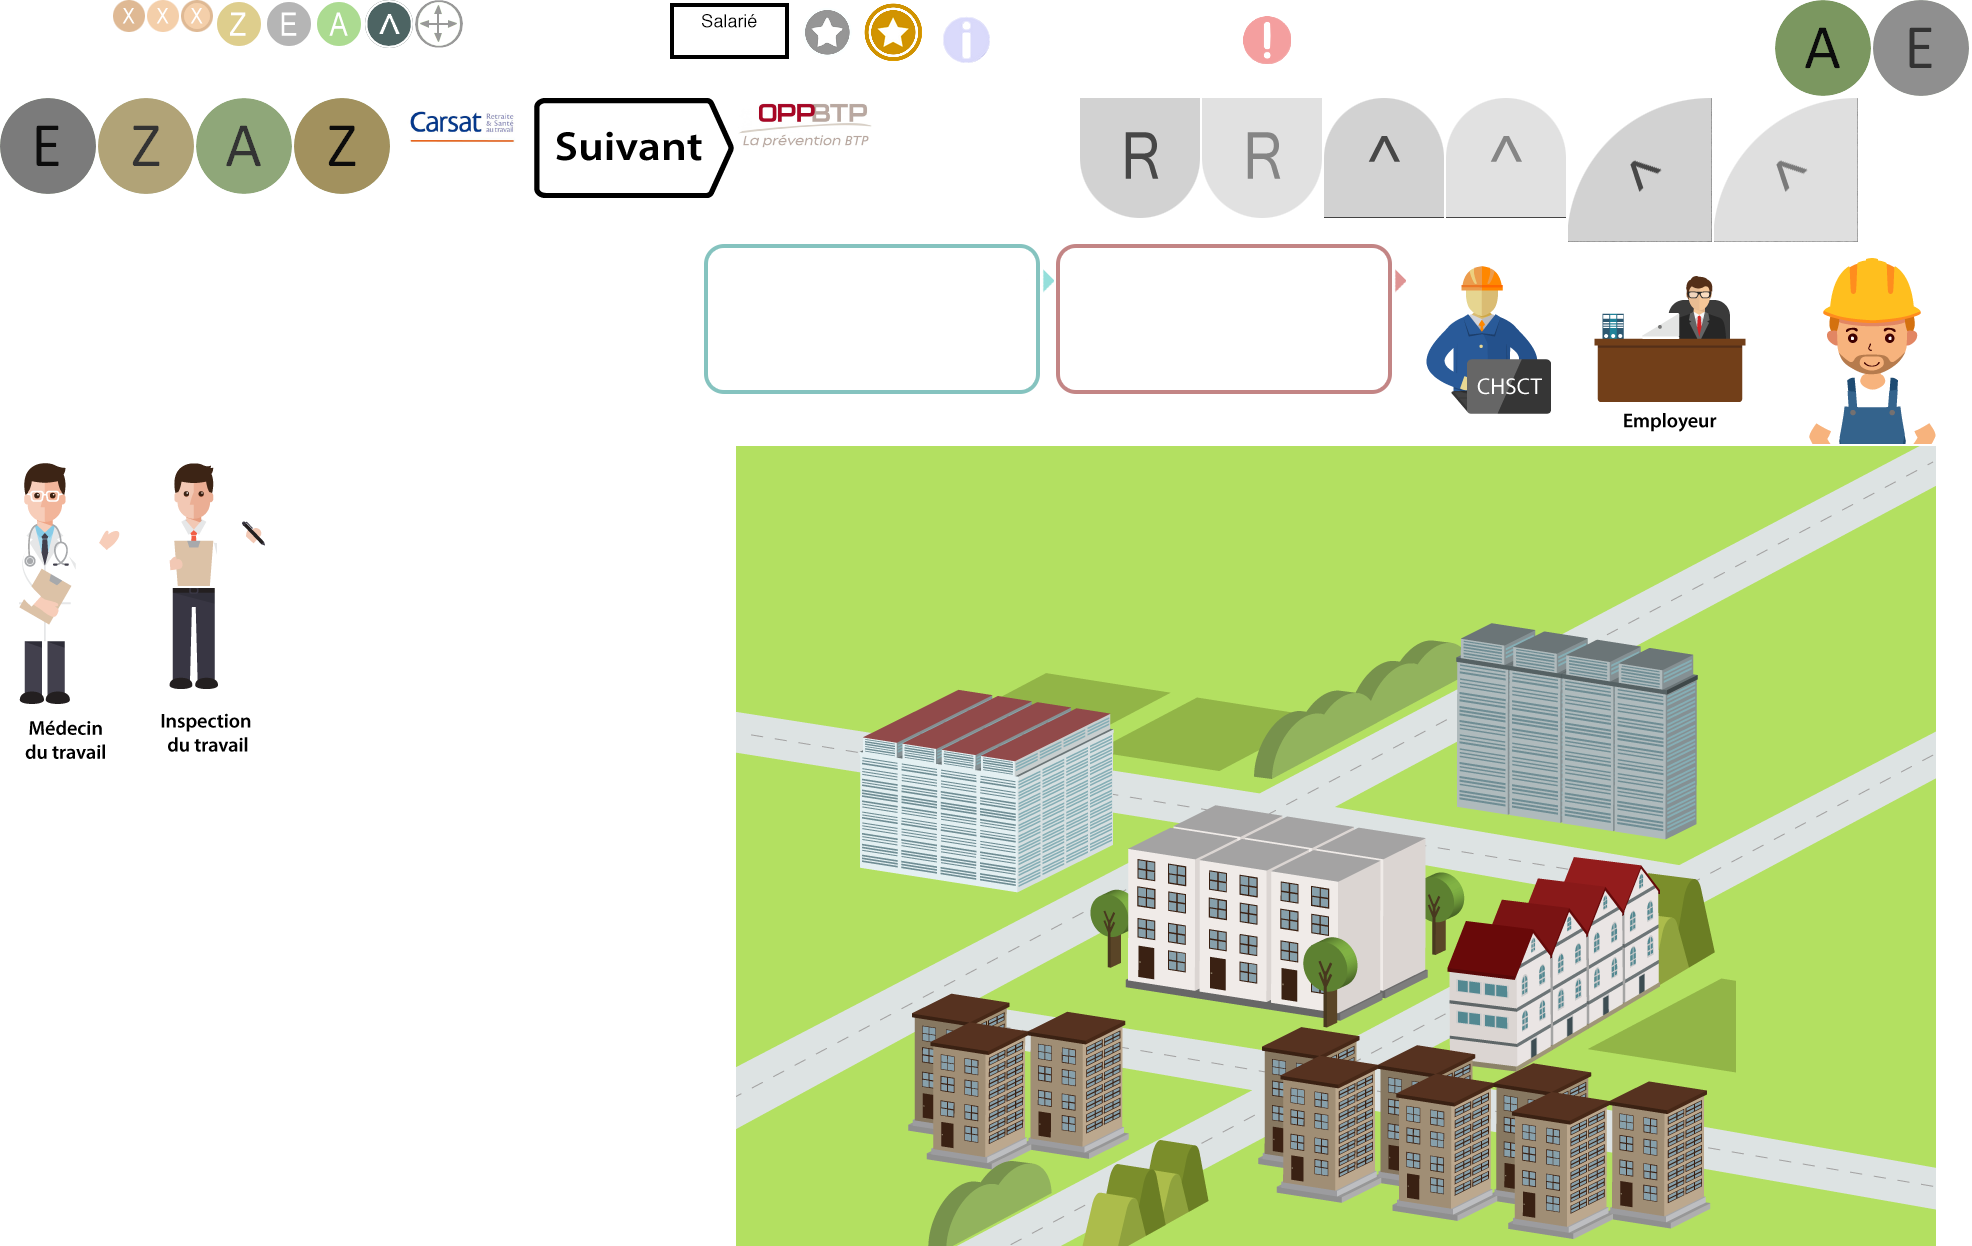 X X X Z E A Λ
Salarié
i
!
A E
E Z A Z
Carsat Retraite
& Santé
au travail
Suivant
OPPBTP
La prévention BTP
R R ^ ^ < <
CHSCT
Employeur
Médecin
du travail
Inspection
du travail